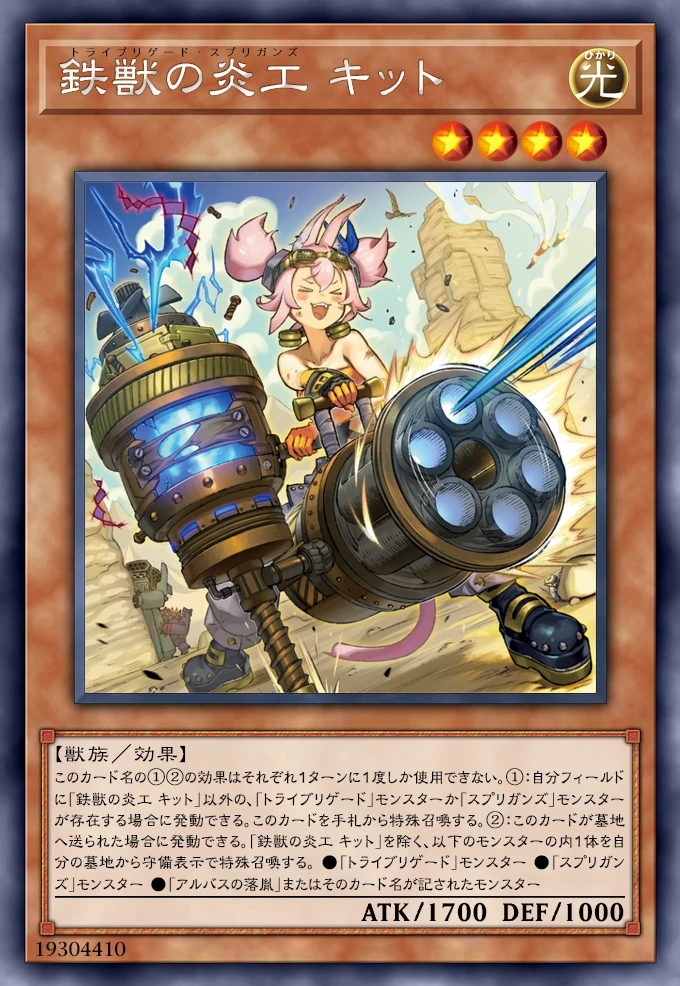 トライブリゲード・スプリガンズ
鉄獣の炎工 キット
ひかり
光
【獣族／効果】
このカード名の①②の効果はそれぞれ1ターンに1度しか使用できない。①:自分フィールド
に「鉄獣の炎工 キット」以外の、「トライブリゲード」モンスターか「スプリガンズ」モンスター
が存在する場合に発動できる。このカードを手札から特殊召喚する。②:このカードが墓地
へ送られた場合に発動できる。「鉄獣の炎工 キット」を除く、以下のモンスターの内1体を自
分の墓地から守備表示で特殊召喚する。 ●「トライブリゲード」モンスター ●「スプリガン
ズ」モンスター ●「アルバスの落胤」またはそのカード名が記されたモンスター
ATK/1700 DEF/1000
19304410